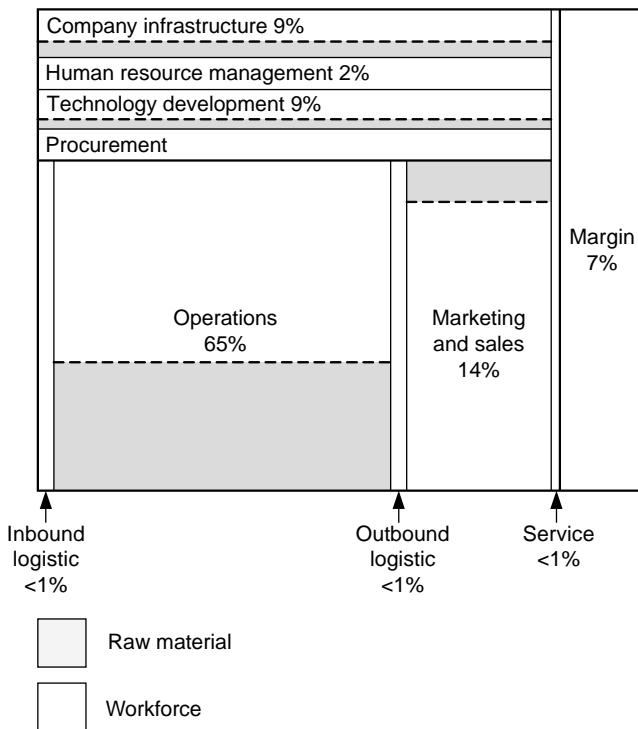 Company infrastructure 9%
Human resource management 2%
Technology development 9%
Procurement
Margin
7%
Operations
65%
Marketing
and sales
14%
Inbound
logistic
<1%
Outbound
logistic
<1%
Service
<1%
Raw material
Workforce